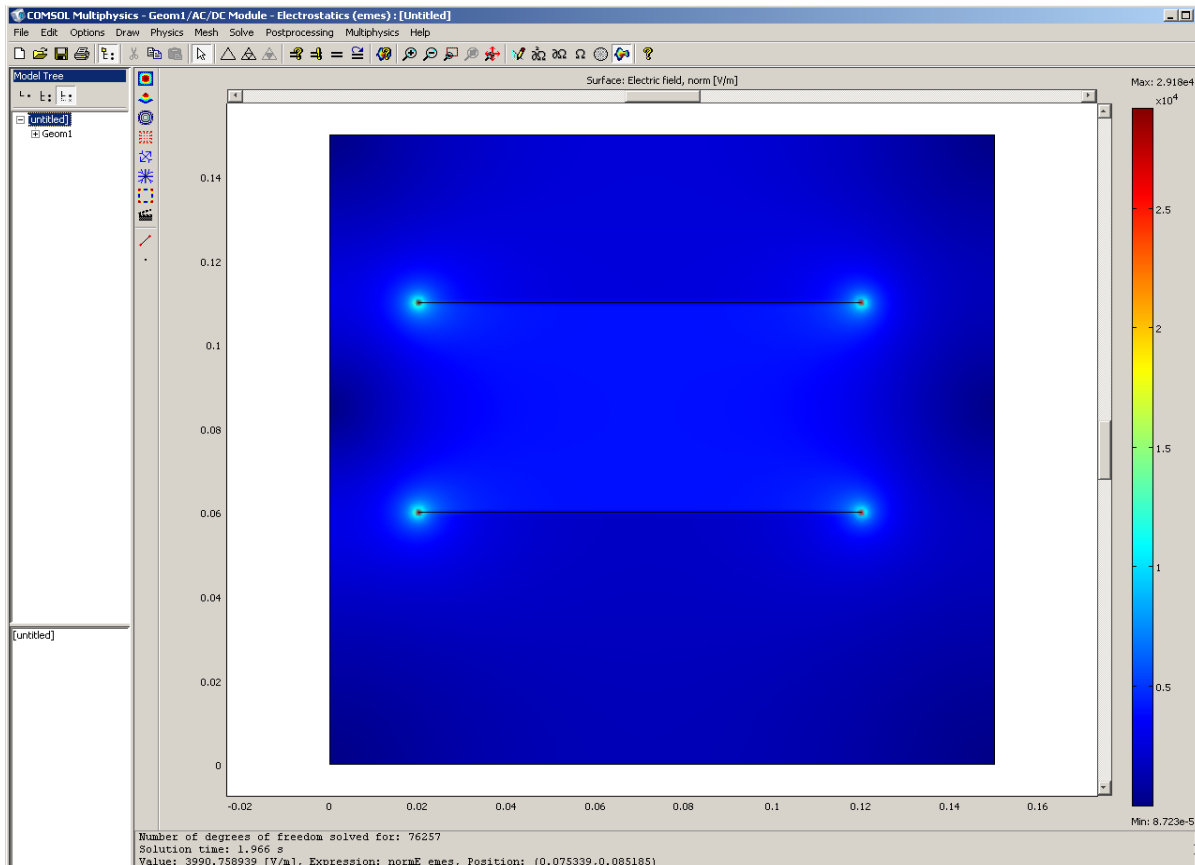 COMSOL Multiphysics - Geom1/AC/DC Module - Electrostatics (emes) : [Untitled]
File Edit Options Draw Physics Mesh Solve Postprocessing Multiphysics Help
Model Tree
[untitled]
Geom1
Surface: Electric field, norm [V/m]
Max: 2.918e4
×10⁴
2.5
2
1.5
1
0.5
Min: 8.723e-5
0.14
0.12
0.1
0.08
0.06
0.04
0.02
0
-0.02 0 0.02 0.04 0.06 0.08 0.1 0.12 0.14 0.16
[untitled]
Number of degrees of freedom solved for: 76257
Solution time: 1.966 s
Value: 3990.758939 [V/m], Expression: normE_emes, Position: (0.075339,0.085185)